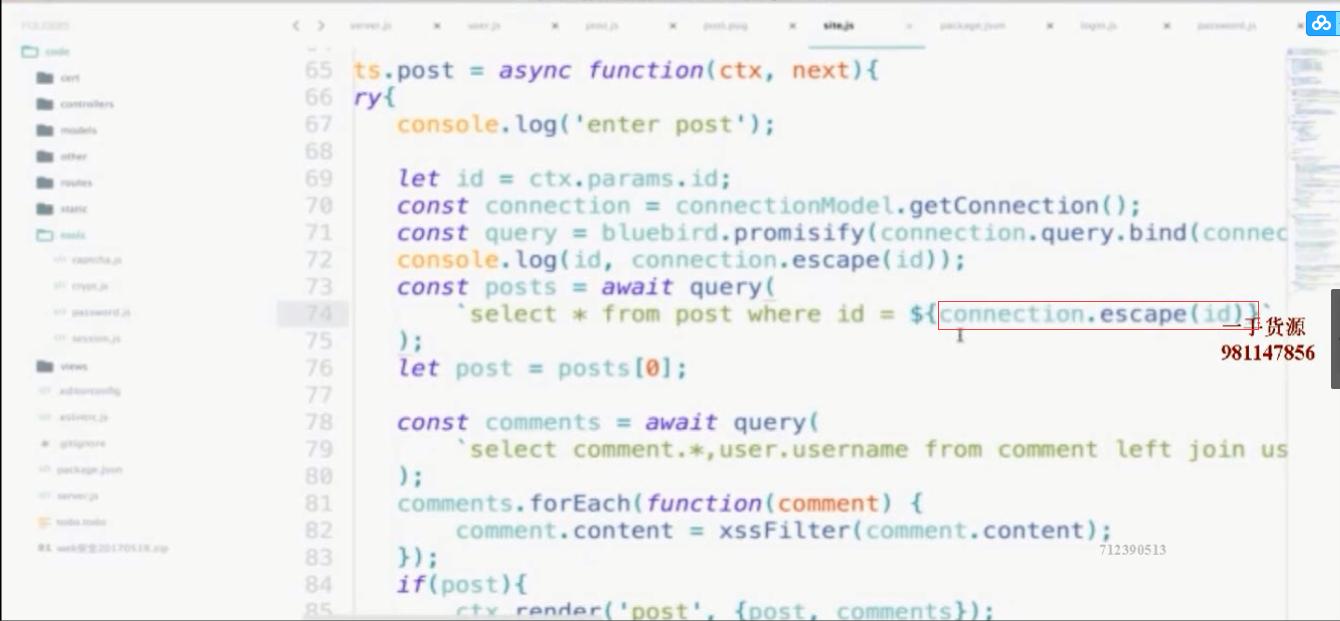 FOLDERS
server.js × user.js × post.js × post.pug × site.js × package.json × login.js × password.js ×
code
cert
controllers
models
other
routes
static
tools
captcha.js
crypt.js
password.js
session.js
views
.editorconfig
.eslintrc.js
.gitignore
package.json
server.js
todo.todo
web安全20170519.zip
65 ts.post = async function(ctx, next){
66 ry{
67 console.log('enter post');
68
69 let id = ctx.params.id;
70 const connection = connectionModel.getConnection();
71 const query = bluebird.promisify(connection.query.bind(connec
72 console.log(id, connection.escape(id));
73 const posts = await query(
74 `select * from post where id = ${connection.escape(id)}`
75 );
76 let post = posts[0];
77
78 const comments = await query(
79 `select comment.*,user.username from comment left join us
80 );
81 comments.forEach(function(comment) {
82 comment.content = xssFilter(comment.content);
83 });
84 if(post){
85 ctx.render('post', {post, comments});
一手货源
981147856
712390513